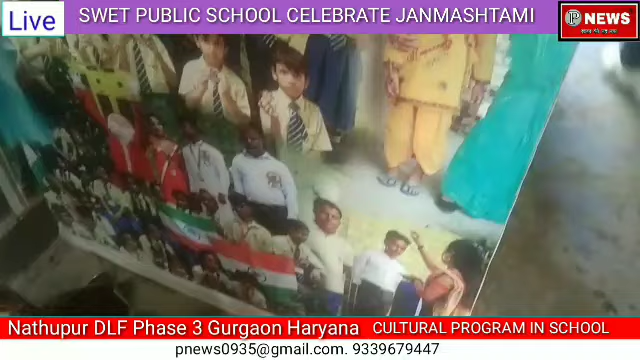 Live
SWET PUBLIC SCHOOL CELEBRATE JANMASHTAMI
P NEWS
Nathupur DLF Phase 3 Gurgaon Haryana CULTURAL PROGRAM IN SCHOOL
pnews0935@gmail.com. 9339679447